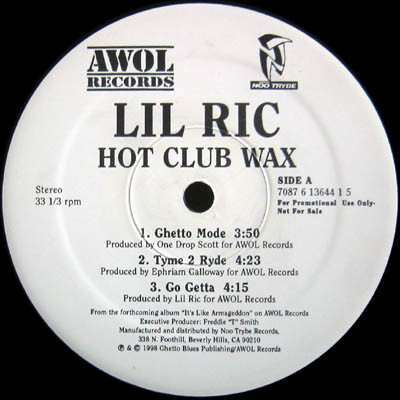 AWOL
RECORDS
NOO TRYBE
LIL RIC
HOT CLUB WAX
Stereo
33 1/3 rpm
SIDE A
7087 6 13644 1 5
For Promotional Use Only-
Not For Sale
1. Ghetto Mode 3:50
Produced by One Drop Scott for AWOL Records
2. Tyme 2 Ryde 4:23
Produced by Ephriam Galloway for AWOL Records
3. Go Getta 4:15
Produced by Lil Ric for AWOL Records
From the forthcoming album "It's Like Armageddon" on AWOL Records
Executive Producer: Freddie "T" Smith
Manufactured and distributed by Noo Trybe Records,
338 N. Foothill, Beverly Hills, CA 90210
℗ & © 1998 Ghetto Blues Publishing/AWOL Records